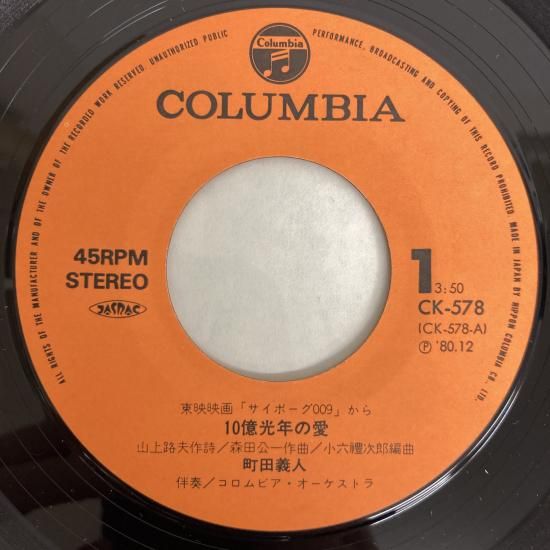 ALL RIGHTS OF THE MANUFACTURER AND OF THE OWNER OF THE RECORDED WORK RESERVED. UNAUTHORIZED PUBLIC PERFORMANCE, BROADCASTING AND COPYING OF THIS RECORD PROHIBITED. MADE IN JAPAN BY NIPPON COLUMBIA CO., LTD.
Columbia
COLUMBIA
45RPM
STEREO
JASRAC
1
3:50
CK-578
(CK-578-A)
Ⓟ '80.12
東映映画「サイボーグ009」から
10億光年の愛
山上路夫作詩/森田公一作曲/小六禮次郎編曲
町田義人
伴奏/コロムビア・オーケストラ